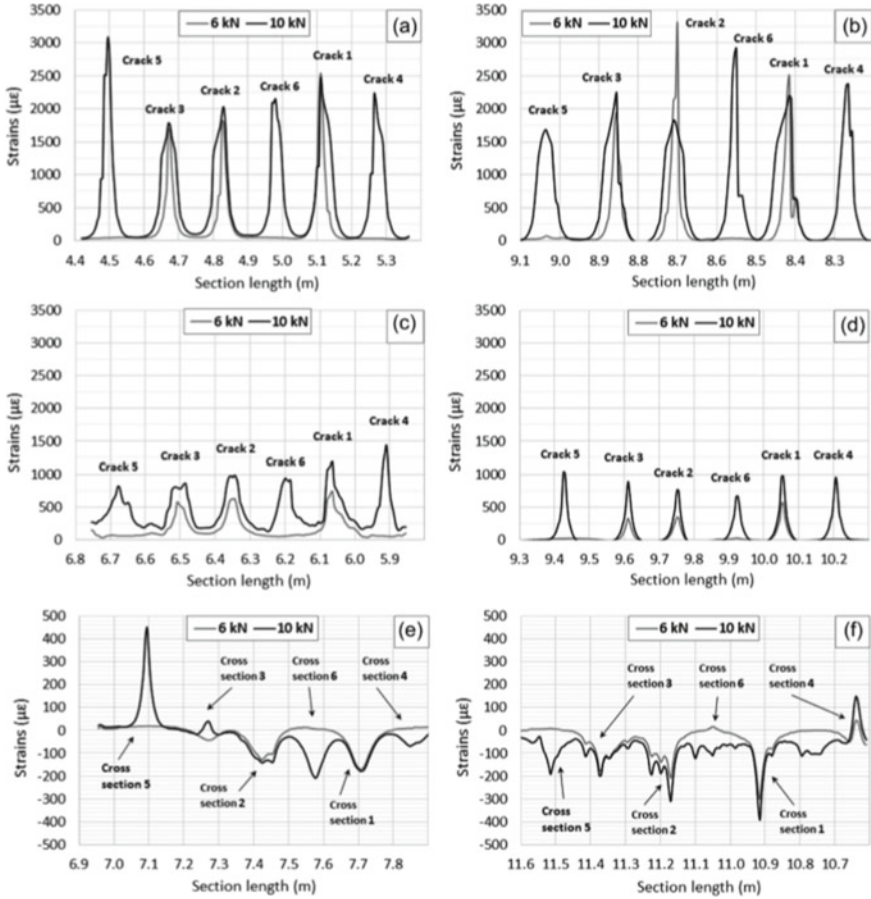 6 kN 10 kN (a)
3500
3000
2500
2000
1500
1000
500
0
Strains (με)
Crack 5
Crack 3
Crack 2
Crack 6
Crack 1
Crack 4
4.4 4.5 4.6 4.7 4.8 4.9 5.0 5.1 5.2 5.3
Section length (m)
6 kN 10 kN (b)
3500
3000
2500
2000
1500
1000
500
0
Strains (με)
Crack 5
Crack 3
Crack 2
Crack 6
Crack 1
Crack 4
9.1 9.0 8.9 8.8 8.7 8.6 8.5 8.4 8.3
Section length (m)
6 kN 10 kN (c)
3500
3000
2500
2000
1500
1000
500
0
Strains (με)
Crack 5
Crack 3
Crack 2
Crack 6
Crack 1
Crack 4
6.8 6.7 6.6 6.5 6.4 6.3 6.2 6.1 6.0 5.9
Section length (m)
6 kN 10 kN (d)
3500
3000
2500
2000
1500
1000
500
0
Strains (με)
Crack 5
Crack 3
Crack 2
Crack 6
Crack 1
Crack 4
9.3 9.4 9.5 9.6 9.7 9.8 9.9 10.0 10.1 10.2
Section length (m)
6 kN 10 kN (e)
500
400
300
200
100
0
-100
-200
-300
-400
-500
Strains (με)
Cross
section 3
Cross
section 6
Cross
section 4
Cross
section 5
Cross
section 2
Cross
section 1
6.9 7.0 7.1 7.2 7.3 7.4 7.5 7.6 7.7 7.8
Section length (m)
6 kN 10 kN (f)
500
400
300
200
100
0
-100
-200
-300
-400
-500
Strains (με)
Cross
section 3
Cross
section 6
Cross
section 4
Cross
section 5
Cross
section 2
Cross
section 1
11.6 11.5 11.4 11.3 11.2 11.1 11.0 10.9 10.8 10.7
Section length (m)